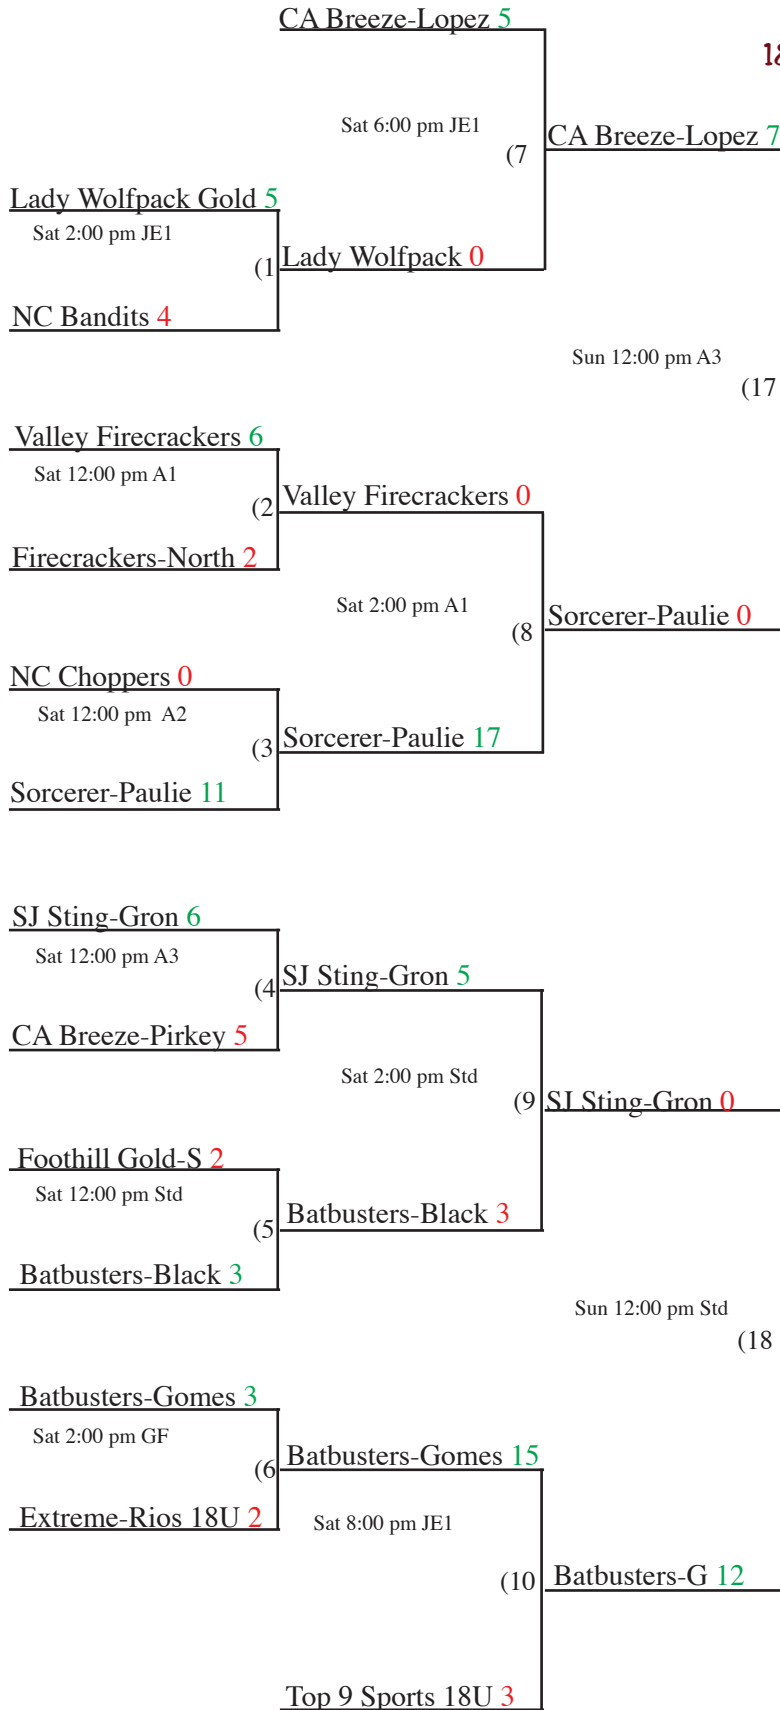 CA Breeze-Lopez 5
18
Sat 6:00 pm JE1
CA Breeze-Lopez 7
(7
Lady Wolfpack Gold 5
Sat 2:00 pm JE1
(1
Lady Wolfpack 0
NC Bandits 4
Sun 12:00 pm A3
(17
Valley Firecrackers 6
Sat 12:00 pm A1
(2
Valley Firecrackers 0
Firecrackers-North 2
Sat 2:00 pm A1
(8
Sorcerer-Paulie 0
NC Choppers 0
Sat 12:00 pm A2
(3
Sorcerer-Paulie 17
Sorcerer-Paulie 11
SJ Sting-Gron 6
Sat 12:00 pm A3
(4
SJ Sting-Gron 5
CA Breeze-Pirkey 5
Sat 2:00 pm Std
(9
SJ Sting-Gron 0
Foothill Gold-S 2
Sat 12:00 pm Std
(5
Batbusters-Black 3
Batbusters-Black 3
Sun 12:00 pm Std
(18
Batbusters-Gomes 3
Sat 2:00 pm GF
(6
Batbusters-Gomes 15
Extreme-Rios 18U 2
Sat 8:00 pm JE1
(10
Batbusters-G 12
Top 9 Sports 18U 3